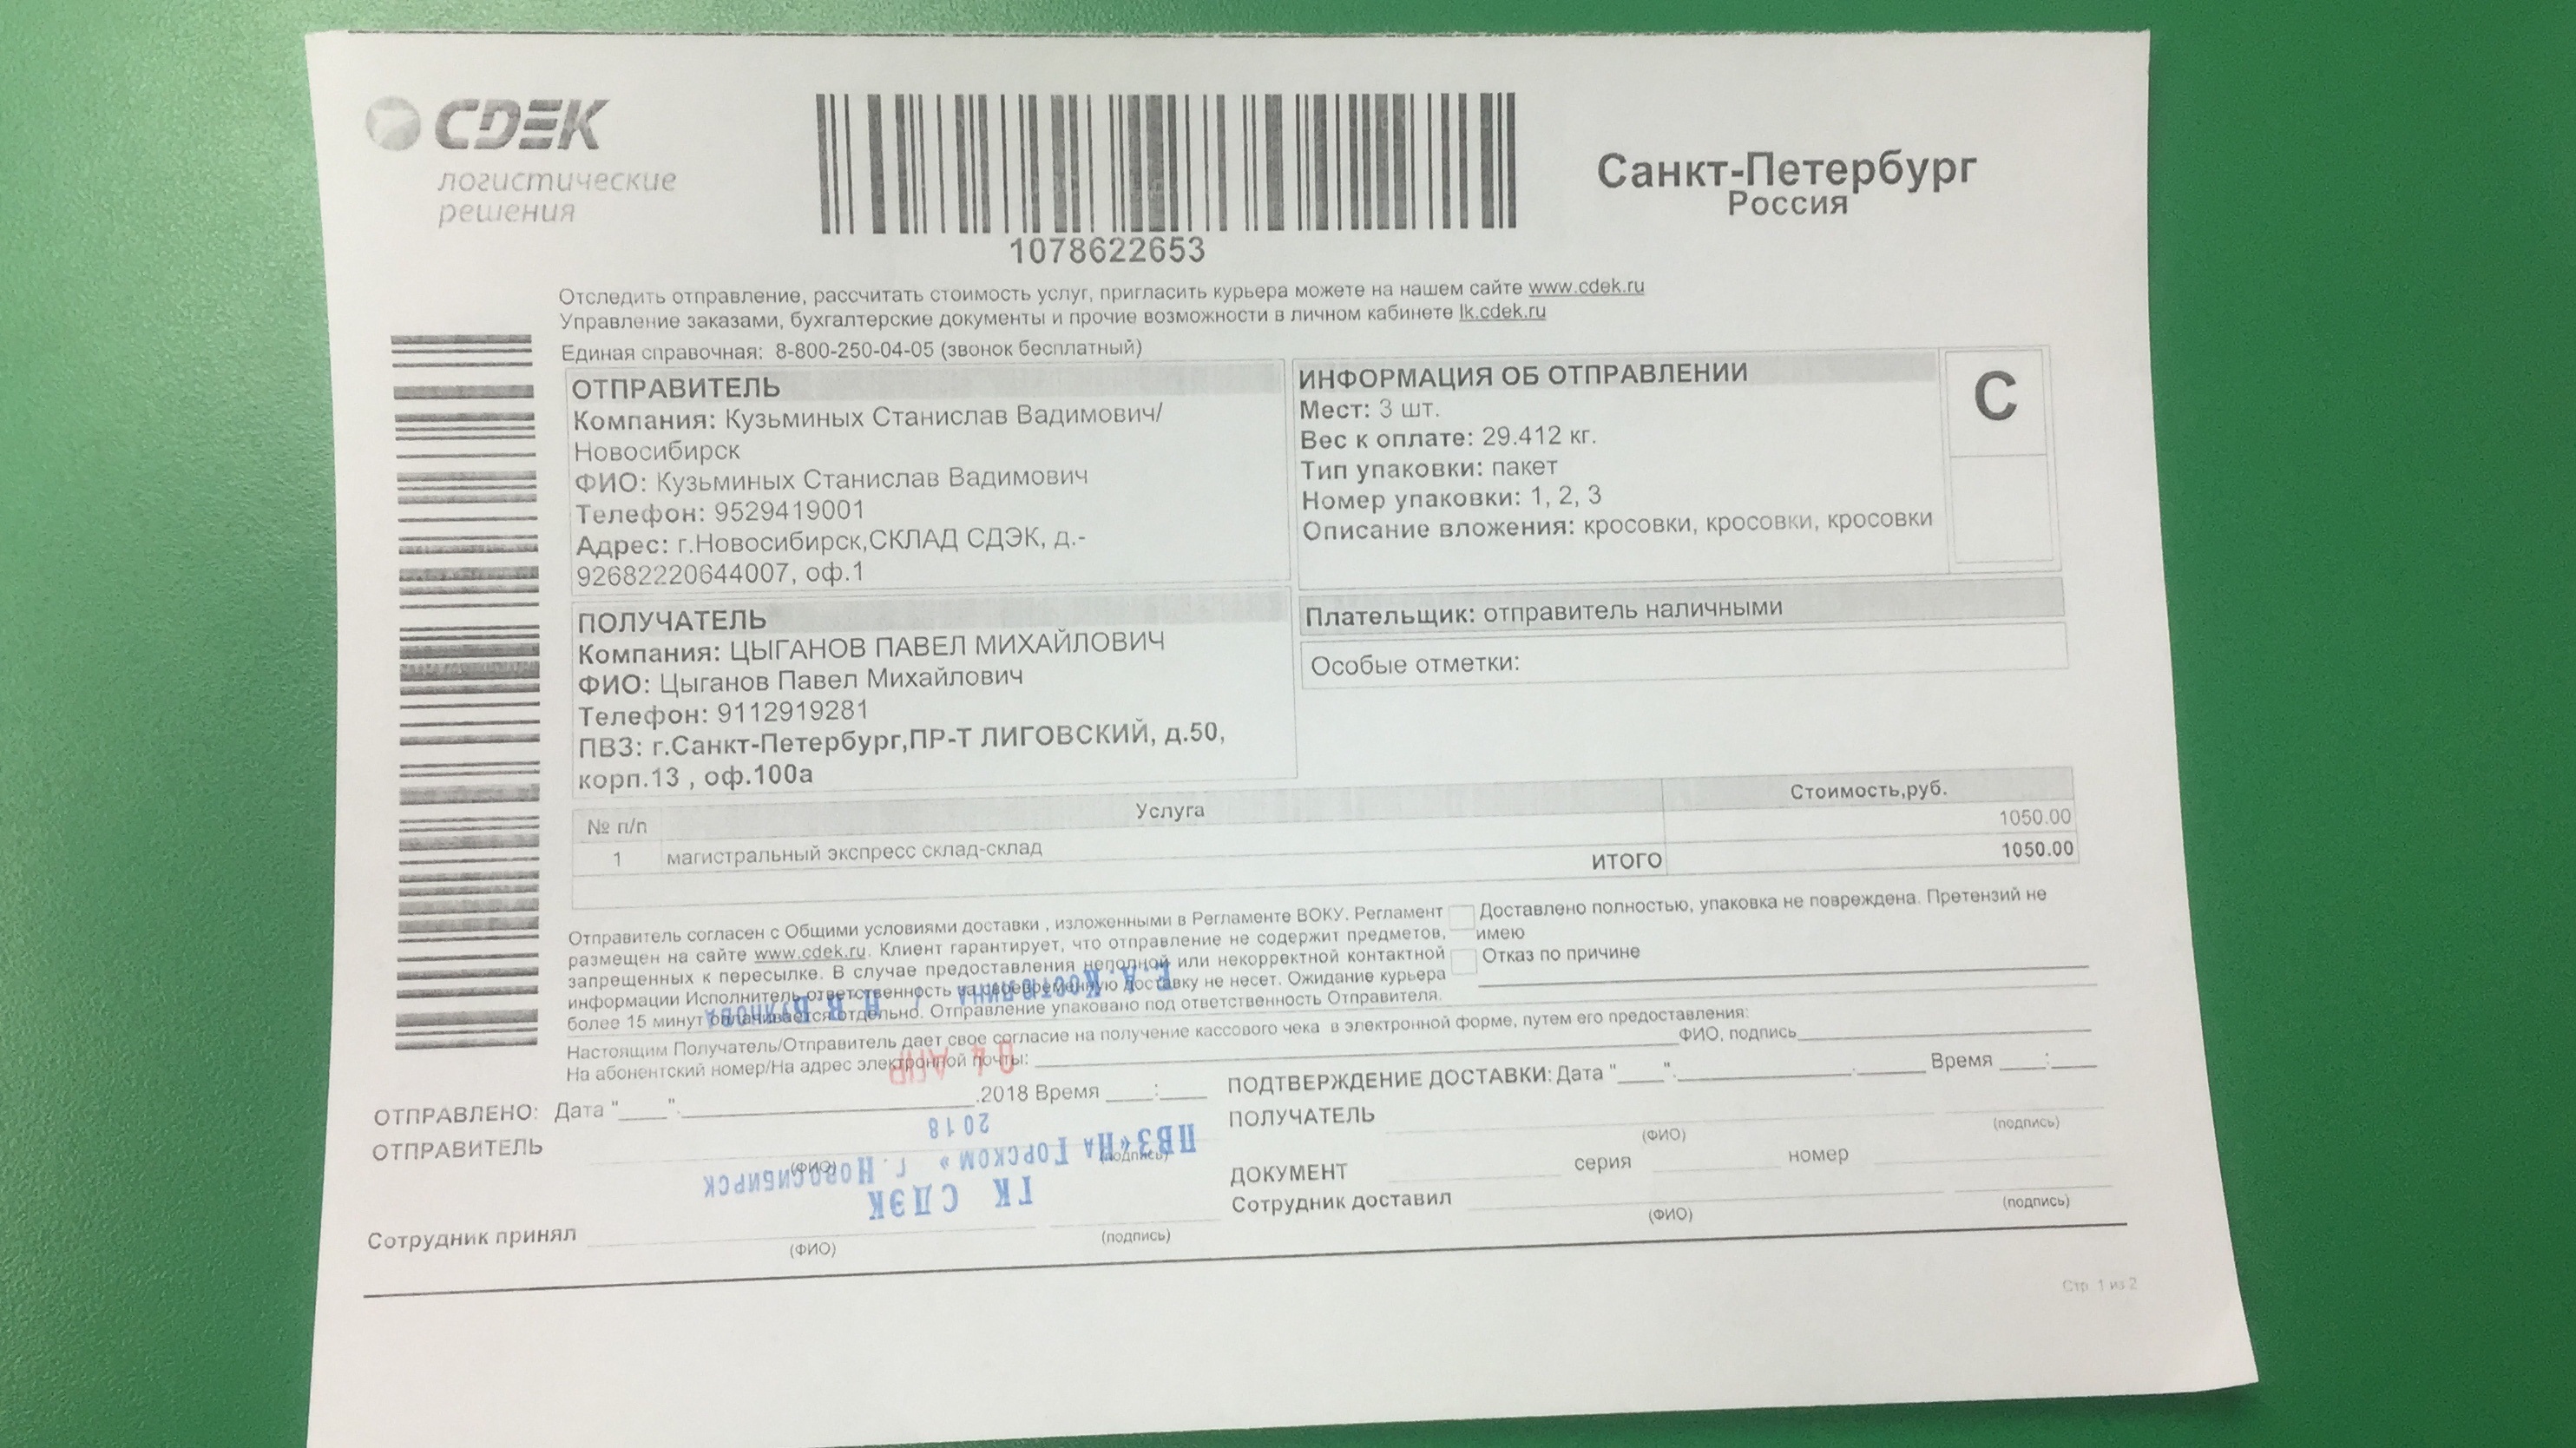 CDEK
логистические
решения
1078622653
Санкт-Петербург
Россия
Отследить отправление, рассчитать стоимость услуг, пригласить курьера можете на нашем сайте www.cdek.ru
Управление заказами, бухгалтерские документы и прочие возможности в личном кабинете lk.cdek.ru
Единая справочная: 8-800-250-04-05 (звонок бесплатный)
ОТПРАВИТЕЛЬ
Компания: Кузьминых Станислав Вадимович/
Новосибирск
ФИО: Кузьминых Станислав Вадимович
Телефон: 9529419001
Адрес: г.Новосибирск,СКЛАД СДЭК, д.-
92682220644007, оф.1
ИНФОРМАЦИЯ ОБ ОТПРАВЛЕНИИ
Мест: 3 шт.
Вес к оплате: 29.412 кг.
Тип упаковки: пакет
Номер упаковки: 1, 2, 3
Описание вложения: кросовки, кросовки, кросовки
С
ПОЛУЧАТЕЛЬ
Компания: ЦЫГАНОВ ПАВЕЛ МИХАЙЛОВИЧ
ФИО: Цыганов Павел Михайлович
Телефон: 9112919281
ПВЗ: г.Санкт-Петербург,ПР-Т ЛИГОВСКИЙ, д.50,
корп.13 , оф.100а
Плательщик: отправитель наличными
Особые отметки:
№ п/п Услуга Стоимость,руб.
1 магистральный экспресс склад-склад 1050.00
ИТОГО 1050.00
Отправитель согласен с Общими условиями доставки , изложенными в Регламенте ВОКУ. Регламент
размещен на сайте www.cdek.ru. Клиент гарантирует, что отправление не содержит предметов,
запрещенных к пересылке. В случае предоставления неполной или некорректной контактной
информации Исполнитель ответственность за своевременную доставку не несет. Ожидание курьера
более 15 минут оплачивается отдельно. Отправление упаковано под ответственность Отправителя.
Доставлено полностью, упаковка не повреждена. Претензий не
имею
Отказ по причине
Настоящим Получатель/Отправитель дает свое согласие на получение кассового чека в электронной форме, путем его предоставления:
На абонентский номер/На адрес электронной почты: ФИО, подпись
ОТПРАВЛЕНО: Дата "____". .2018 Время ____:____
ОТПРАВИТЕЛЬ
(ФИО) (подпись)
Сотрудник принял
(ФИО) (подпись)
ПОДТВЕРЖДЕНИЕ ДОСТАВКИ: Дата "____". . Время ____:____
ПОЛУЧАТЕЛЬ
(ФИО) (подпись)
ДОКУМЕНТ серия номер
Сотрудник доставил
(ФИО) (подпись)
ГК СДЭК
ПВЗ«На Горском» г.Новосибирск
2018
04 АПР
Стр. 1 из 2